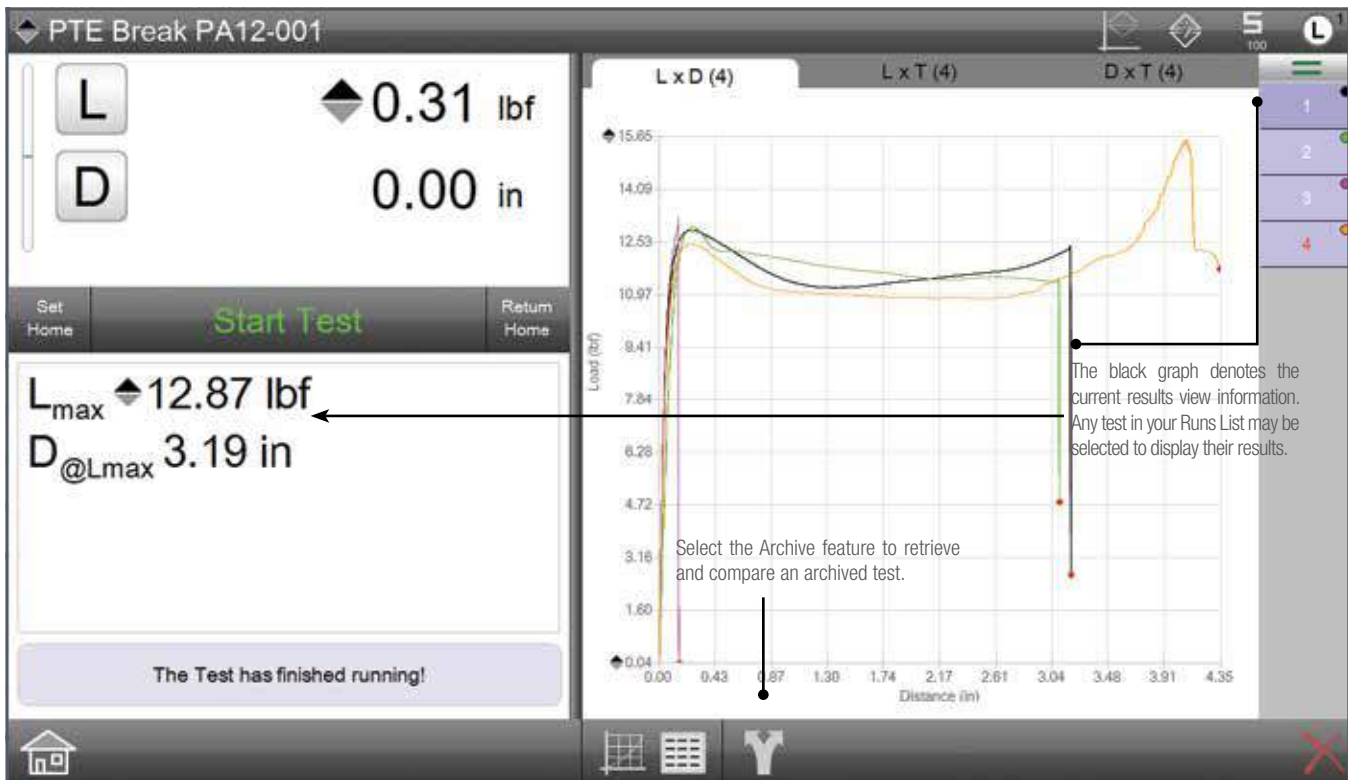 PTE Break PA12-001
5
100
L
1
L
0.31 lbf
D
0.00 in
Set
Home
Start Test
Return
Home
Lmax 12.87 lbf
D@Lmax 3.19 in
The Test has finished running!
L x D (4)
L x T (4)
D x T (4)
1
2
3
4
15.65
14.09
12.53
10.97
9.41
7.84
6.28
4.72
3.16
1.60
0.04
Load (lbf)
0.00 0.43 0.87 1.30 1.74 2.17 2.61 3.04 3.48 3.91 4.35
Distance (in)
The black graph denotes the
current results view information.
Any test in your Runs List may be
selected to display their results.
Select the Archive feature to retrieve
and compare an archived test.